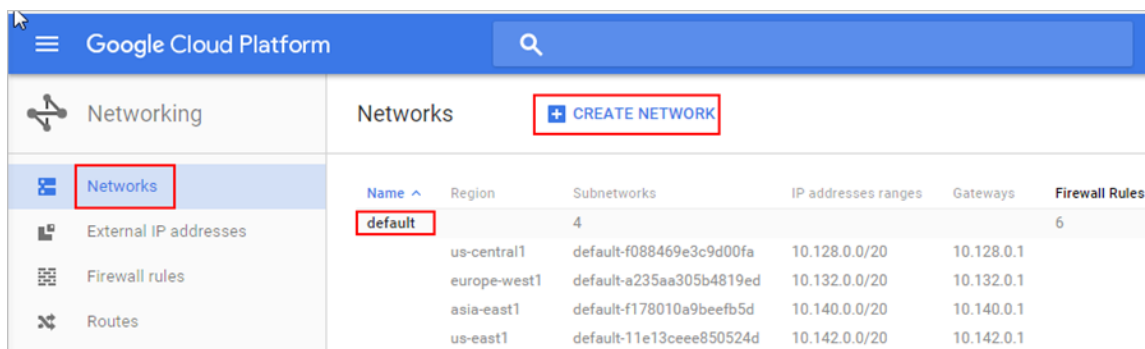 Google Cloud Platform
Networking
Networks
CREATE NETWORK
Networks
External IP addresses
Firewall rules
Routes
Name Region Subnetworks IP addresses ranges Gateways Firewall Rules
default 4 6
us-central1 default-f088469e3c9d00fa 10.128.0.0/20 10.128.0.1
europe-west1 default-a235aa305b4819ed 10.132.0.0/20 10.132.0.1
asia-east1 default-f178010a9beefb5d 10.140.0.0/20 10.140.0.1
us-east1 default-11e13ceee850524d 10.142.0.0/20 10.142.0.1